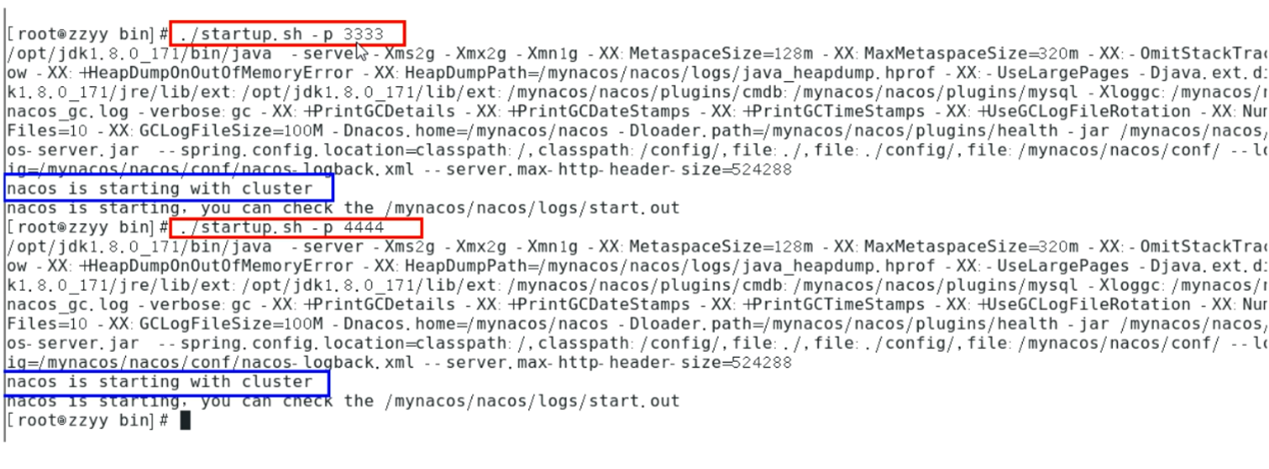 [root@zzyy bin]# ./startup.sh -p 3333
/opt/jdk1.8.0_171/bin/java  -server -Xms2g -Xmx2g -Xmn1g -XX:MetaspaceSize=128m -XX:MaxMetaspaceSize=320m -XX:-OmitStackTrac
ow -XX:+HeapDumpOnOutOfMemoryError -XX:HeapDumpPath=/mynacos/nacos/logs/java_heapdump.hprof -XX:-UseLargePages -Djava.ext.di
k1.8.0_171/jre/lib/ext:/opt/jdk1.8.0_171/lib/ext:/mynacos/nacos/plugins/cmdb:/mynacos/nacos/plugins/mysql -Xloggc:/mynacos/n
nacos_gc.log -verbose:gc -XX:+PrintGCDetails -XX:+PrintGCDateStamps -XX:+PrintGCTimeStamps -XX:+UseGCLogFileRotation -XX:Num
Files=10 -XX:GCLogFileSize=100M -Dnacos.home=/mynacos/nacos -Dloader.path=/mynacos/nacos/plugins/health -jar /mynacos/nacos/
os-server.jar  --spring.config.location=classpath:/,classpath:/config/,file:./,file:./config/,file:/mynacos/nacos/conf/ --lo
ig=/mynacos/nacos/conf/nacos-logback.xml --server.max-http-header-size=524288
nacos is starting with cluster
nacos is starting, you can check the /mynacos/nacos/logs/start.out
[root@zzyy bin]# ./startup.sh -p 4444
/opt/jdk1.8.0_171/bin/java  -server -Xms2g -Xmx2g -Xmn1g -XX:MetaspaceSize=128m -XX:MaxMetaspaceSize=320m -XX:-OmitStackTrac
ow -XX:+HeapDumpOnOutOfMemoryError -XX:HeapDumpPath=/mynacos/nacos/logs/java_heapdump.hprof -XX:-UseLargePages -Djava.ext.di
k1.8.0_171/jre/lib/ext:/opt/jdk1.8.0_171/lib/ext:/mynacos/nacos/plugins/cmdb:/mynacos/nacos/plugins/mysql -Xloggc:/mynacos/n
nacos_gc.log -verbose:gc -XX:+PrintGCDetails -XX:+PrintGCDateStamps -XX:+PrintGCTimeStamps -XX:+UseGCLogFileRotation -XX:Num
Files=10 -XX:GCLogFileSize=100M -Dnacos.home=/mynacos/nacos -Dloader.path=/mynacos/nacos/plugins/health -jar /mynacos/nacos/
os-server.jar  --spring.config.location=classpath:/,classpath:/config/,file:./,file:./config/,file:/mynacos/nacos/conf/ --lo
ig=/mynacos/nacos/conf/nacos-logback.xml --server.max-http-header-size=524288
nacos is starting with cluster
nacos is starting, you can check the /mynacos/nacos/logs/start.out
[root@zzyy bin]#